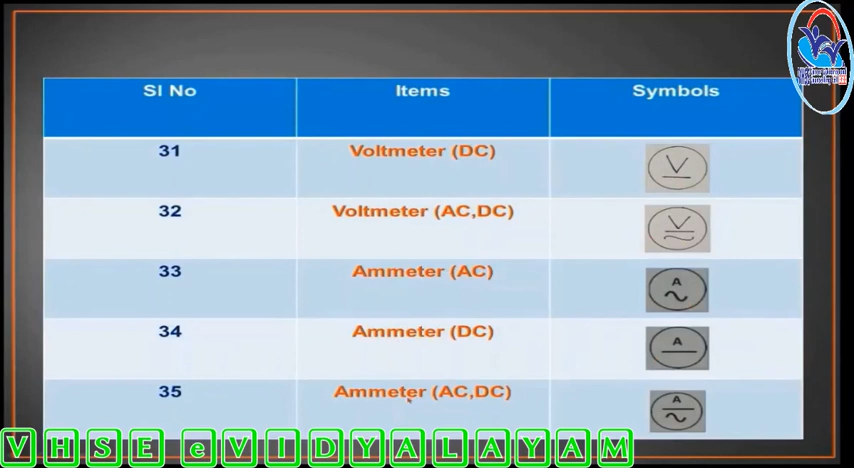 Sl No Items Symbols
31 Voltmeter (DC) V
32 Voltmeter (AC,DC) V
33 Ammeter (AC) A
34 Ammeter (DC) A
35 Ammeter (AC,DC) A
VHSE eVIDYALAYAM